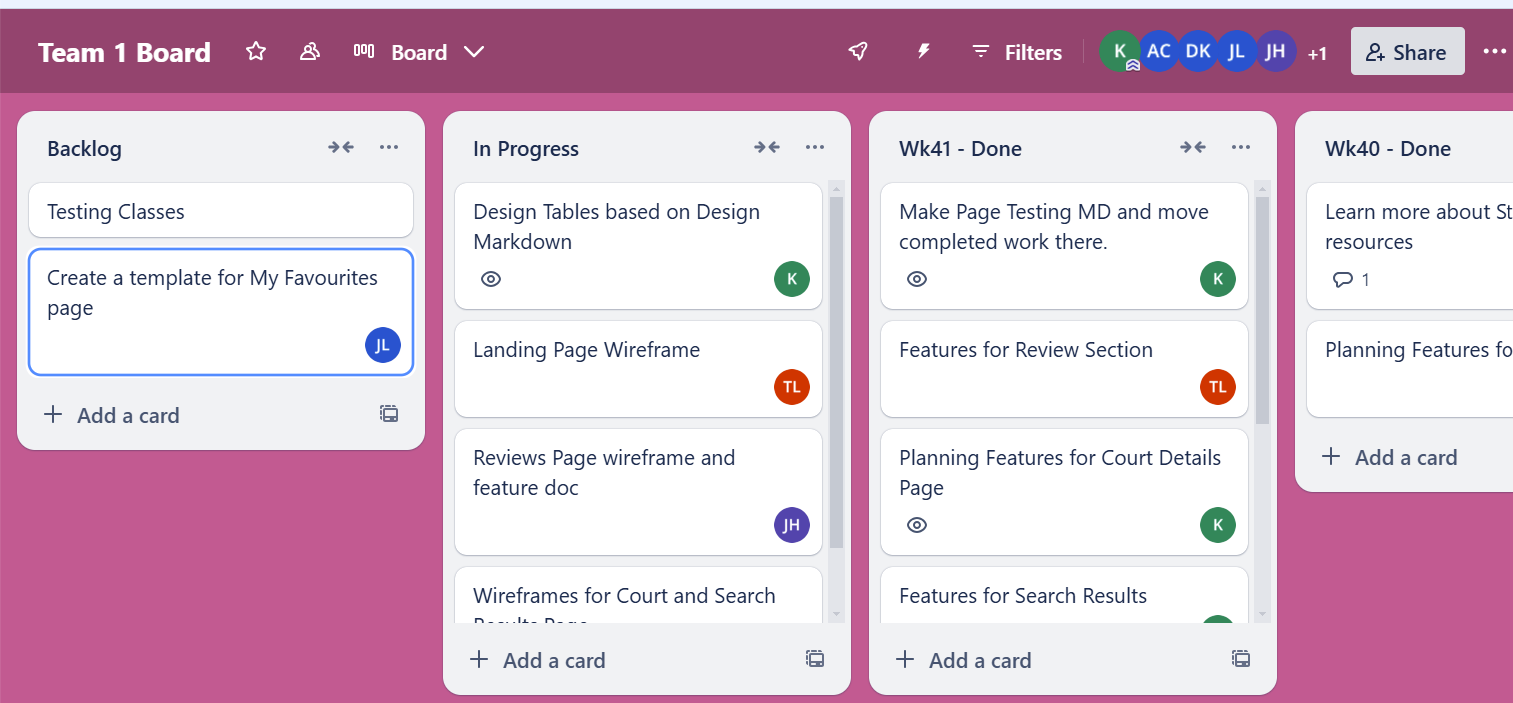 Team 1 Board
Board
Filters
K
AC
DK
JL
JH
+1
Share
Backlog
Testing Classes
Create a template for My Favourites
page
JL
Add a card
In Progress
Design Tables based on Design
Markdown
K
Landing Page Wireframe
TL
Reviews Page wireframe and
feature doc
JH
Wireframes for Court and Search
Results Page
Add a card
Wk41 - Done
Make Page Testing MD and move
completed work there.
K
Features for Review Section
TL
Planning Features for Court Details
Page
K
Features for Search Results
Add a card
Wk40 - Done
Learn more about St
resources
1
Planning Features fo
Add a card